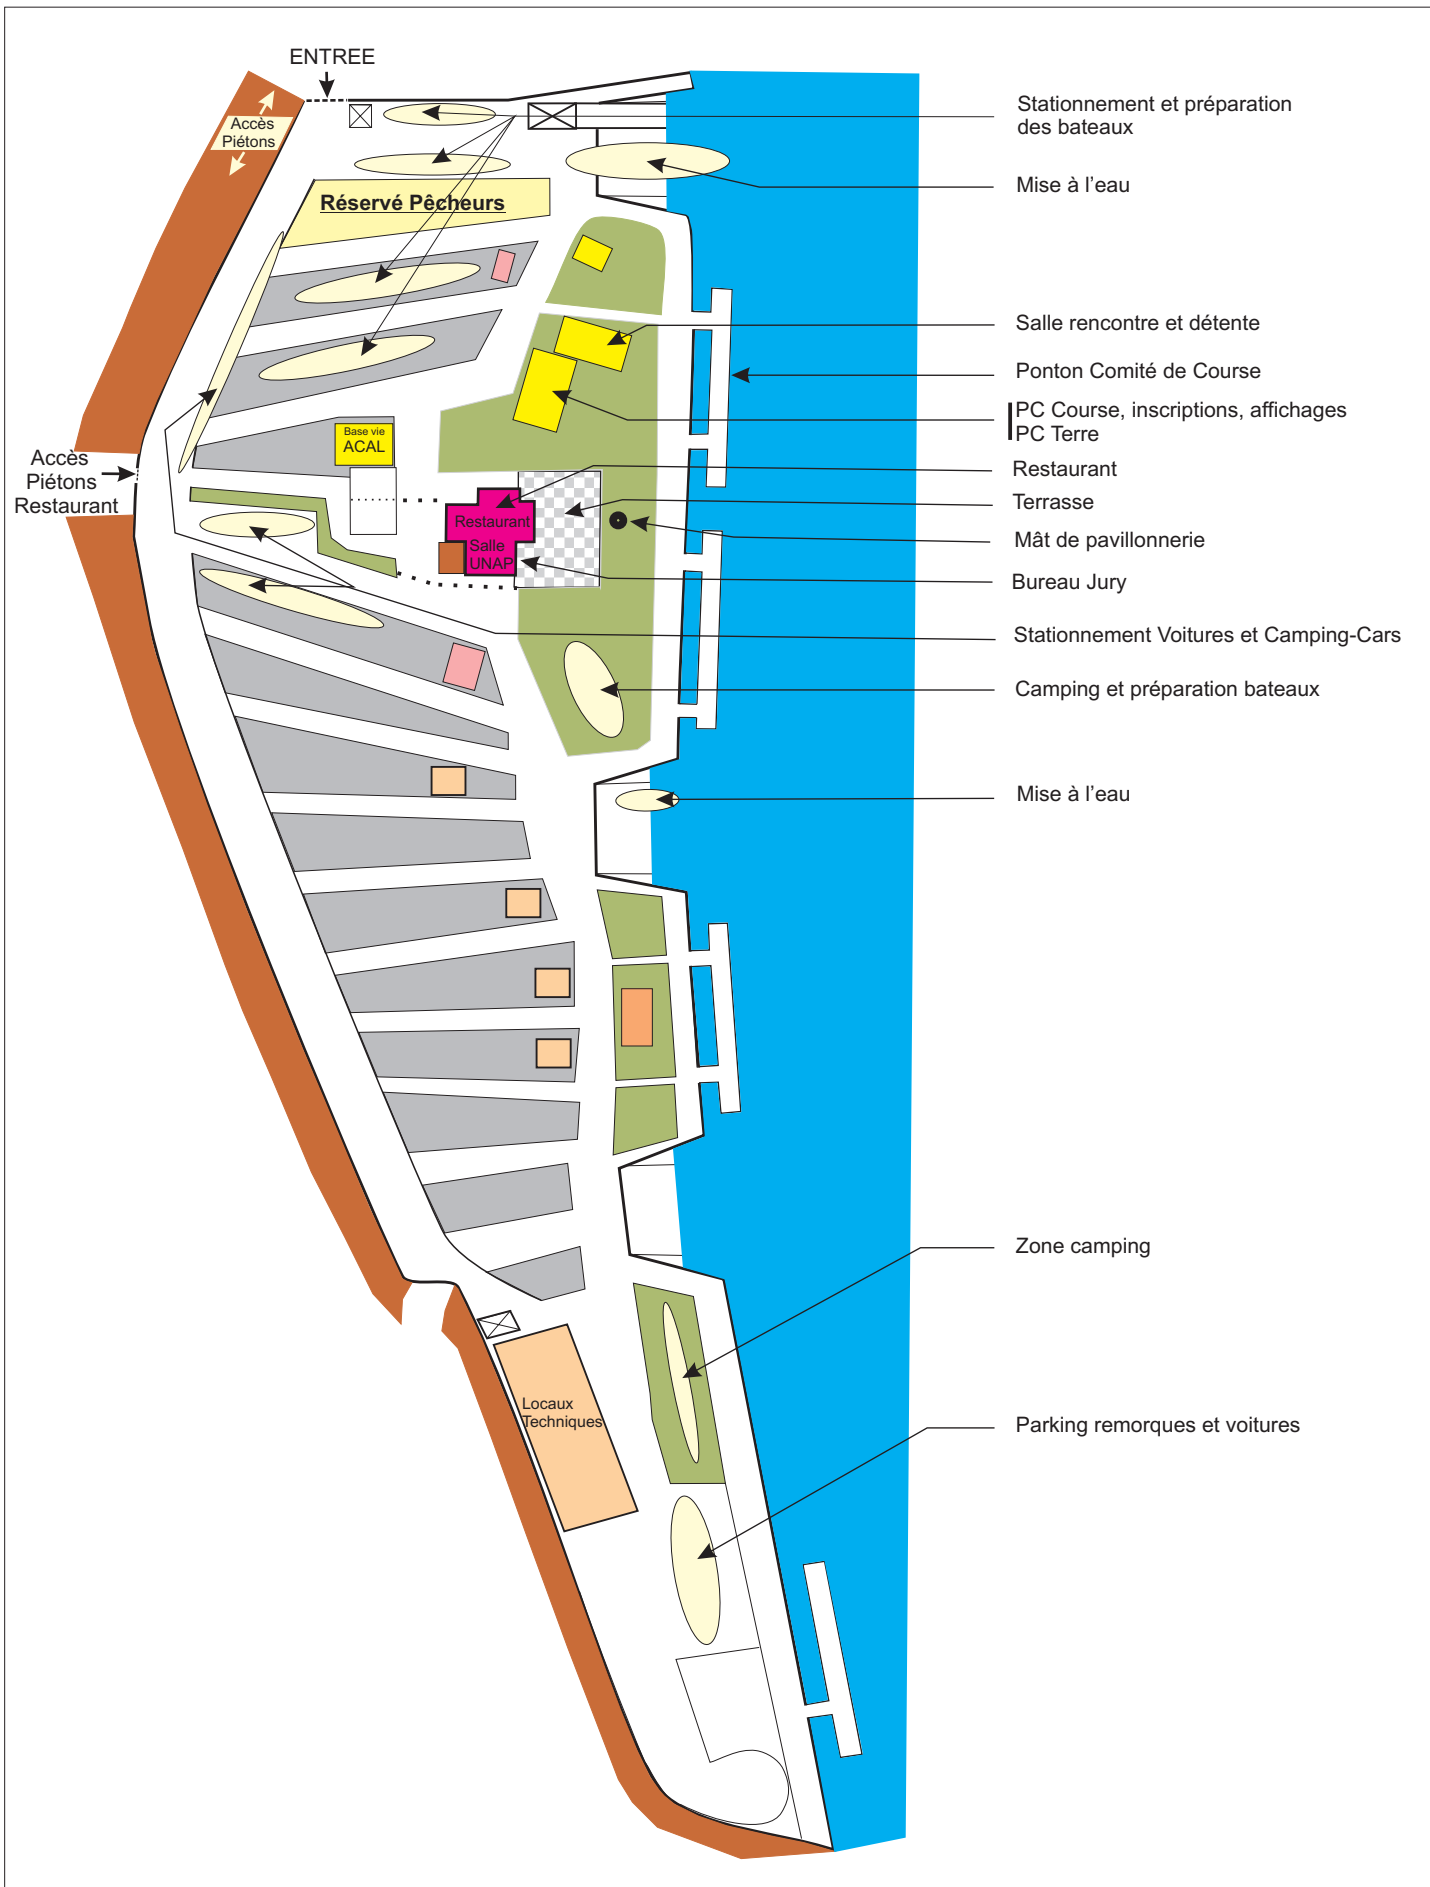 ENTREE
Accès
Piétons
Réservé Pêcheurs
Base vie
ACAL
Accès
Piétons
Restaurant
Restaurant
Salle
UNAP
Locaux
Techniques
Stationnement et préparation
des bateaux
Mise à l’eau
Salle rencontre et détente
Ponton Comité de Course
PC Course, inscriptions, affichages
PC Terre
Restaurant
Terrasse
Mât de pavillonnerie
Bureau Jury
Stationnement Voitures et Camping-Cars
Camping et préparation bateaux
Mise à l’eau
Zone camping
Parking remorques et voitures